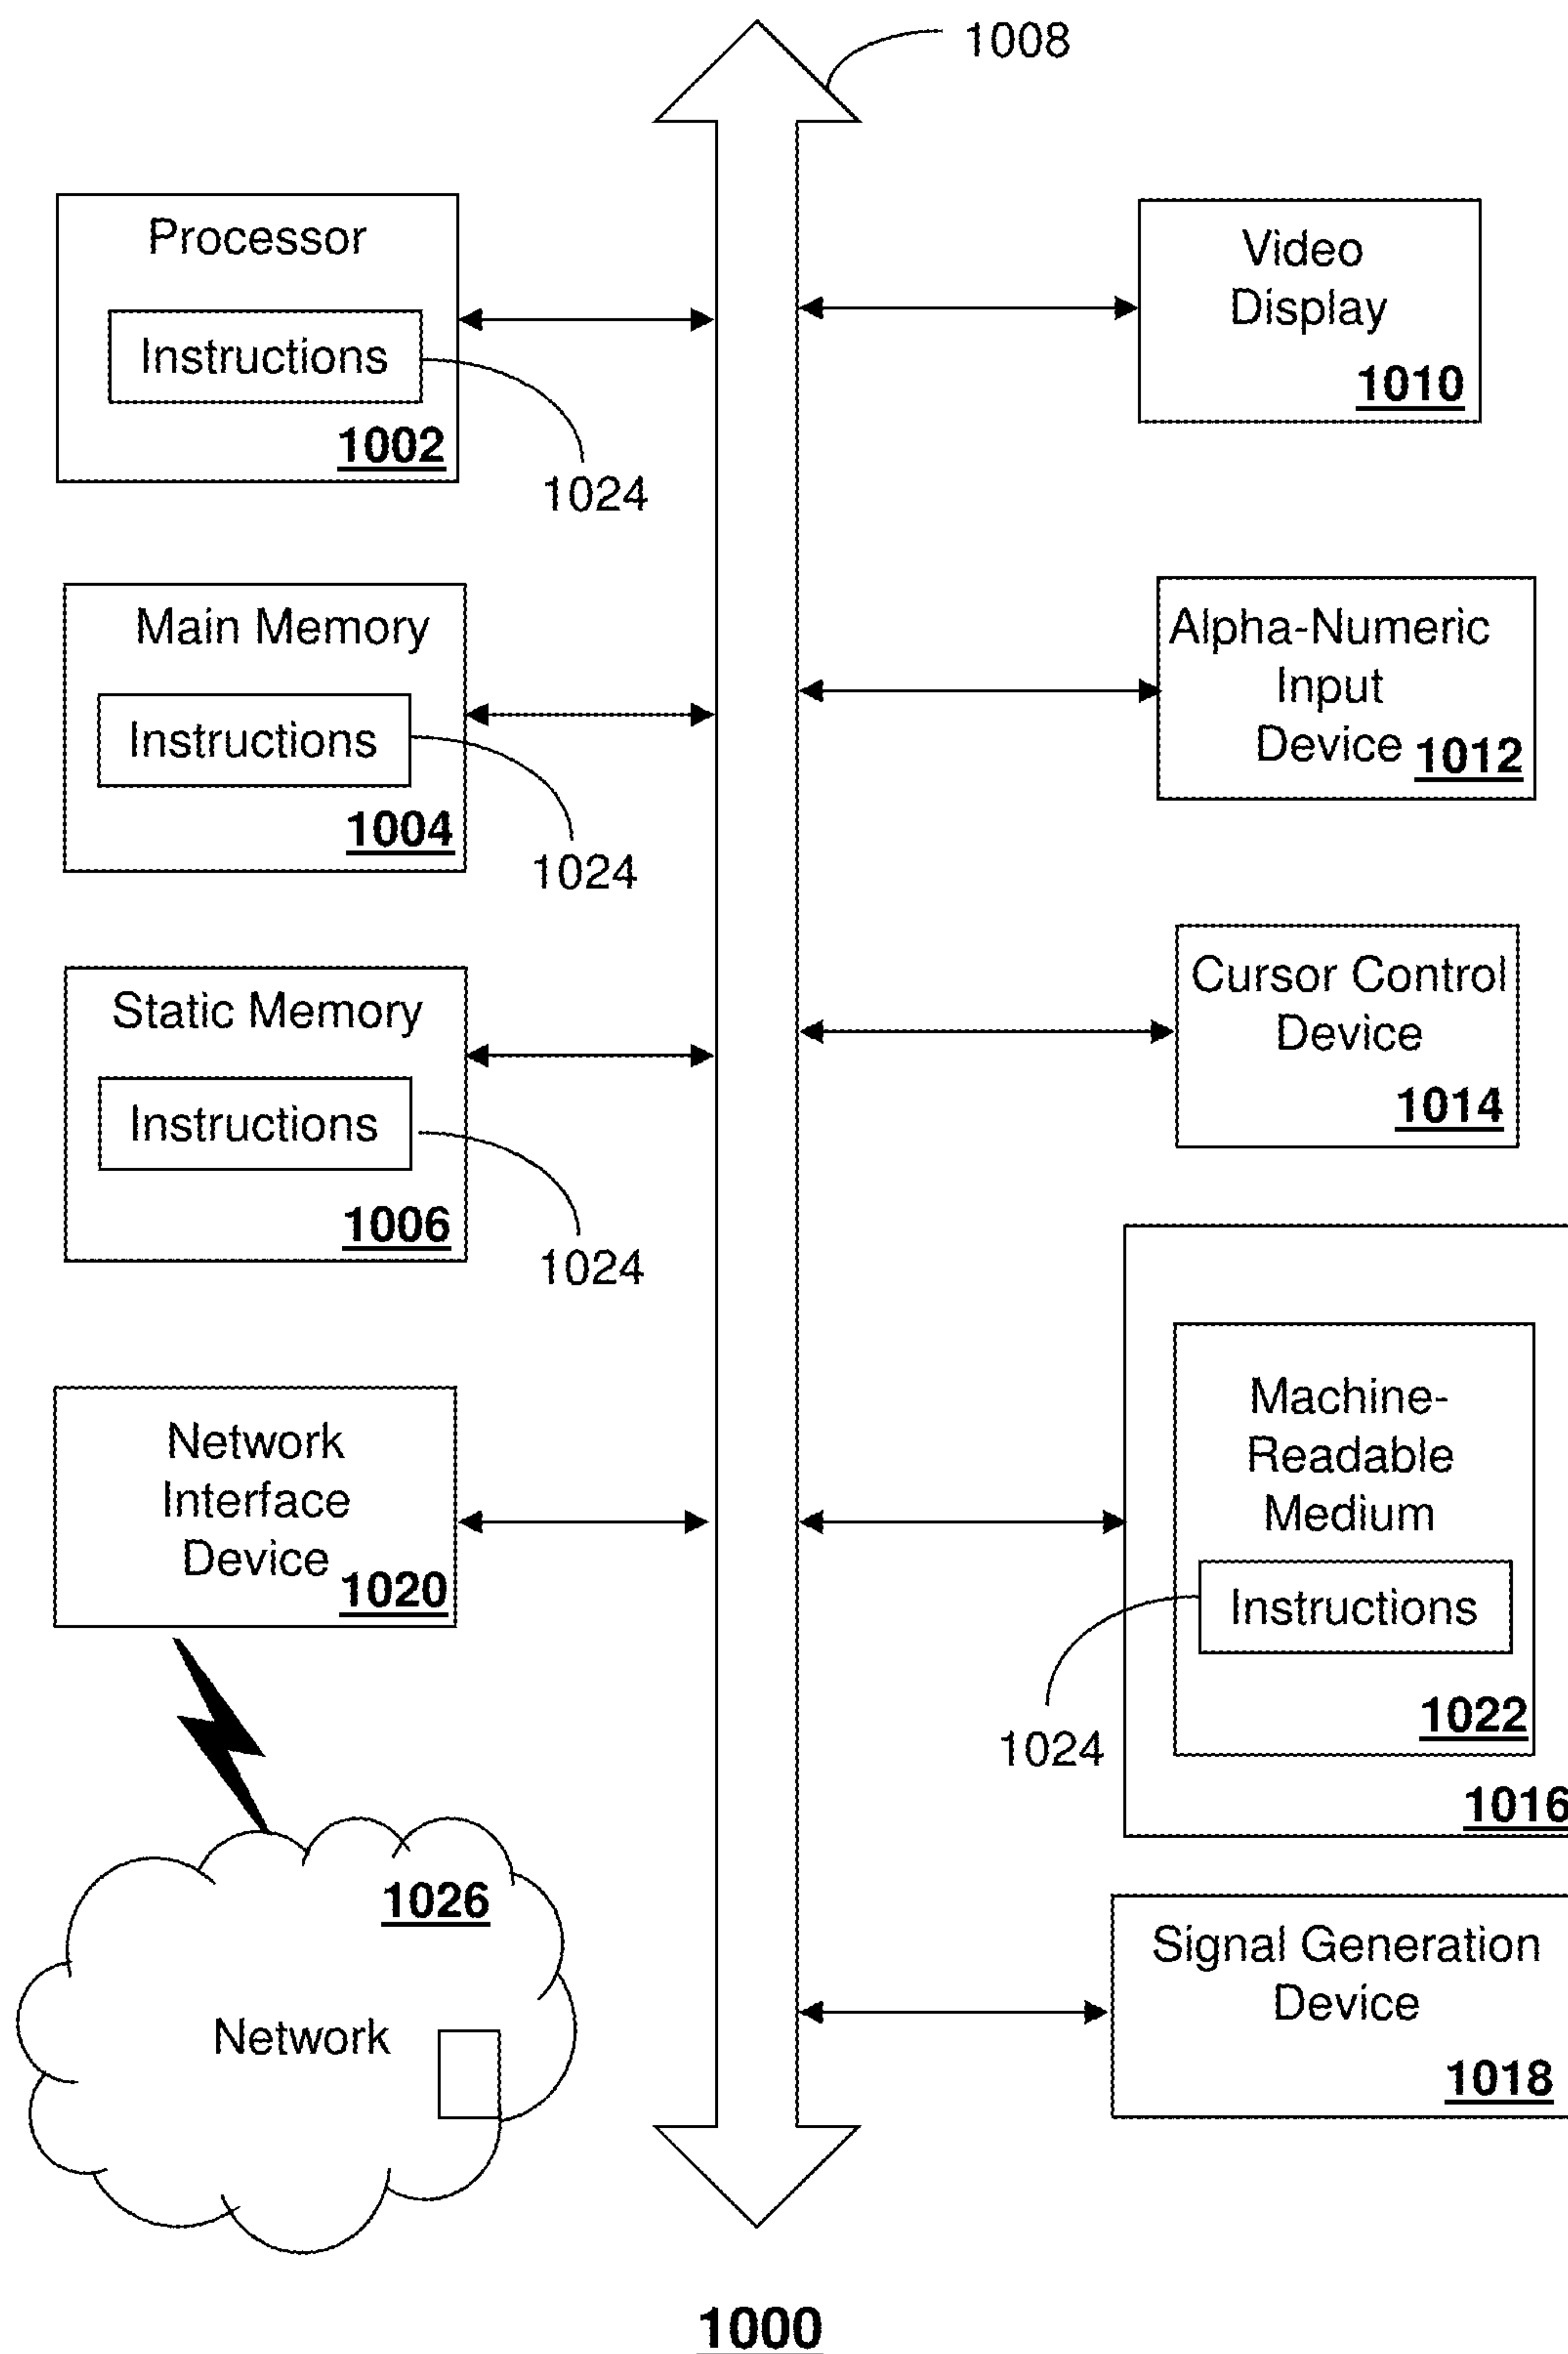 1008
Processor
Instructions
1002
1024
Video
Display
1010
Main Memory
Instructions
1004
1024
Alpha-Numeric
Input
Device 1012
Static Memory
Instructions
1006
1024
Cursor Control
Device
1014
Network
Interface
Device 1020
Machine-
Readable
Medium
Instructions
1022
1024
1016
1026
Network
Signal Generation
Device
1018
1000